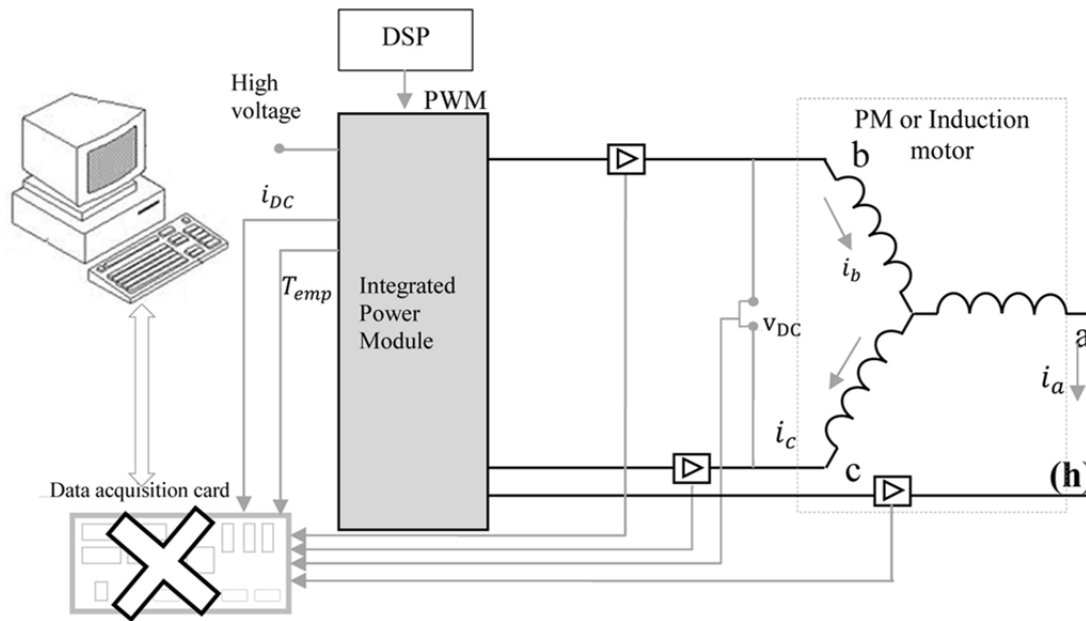 DSP
High
voltage
PWM
PM or Induction
motor
b
i_DC
i_b
T_emp
Integrated
Power
Module
v_DC
a
i_a
i_c
c
(h)
Data acquisition card